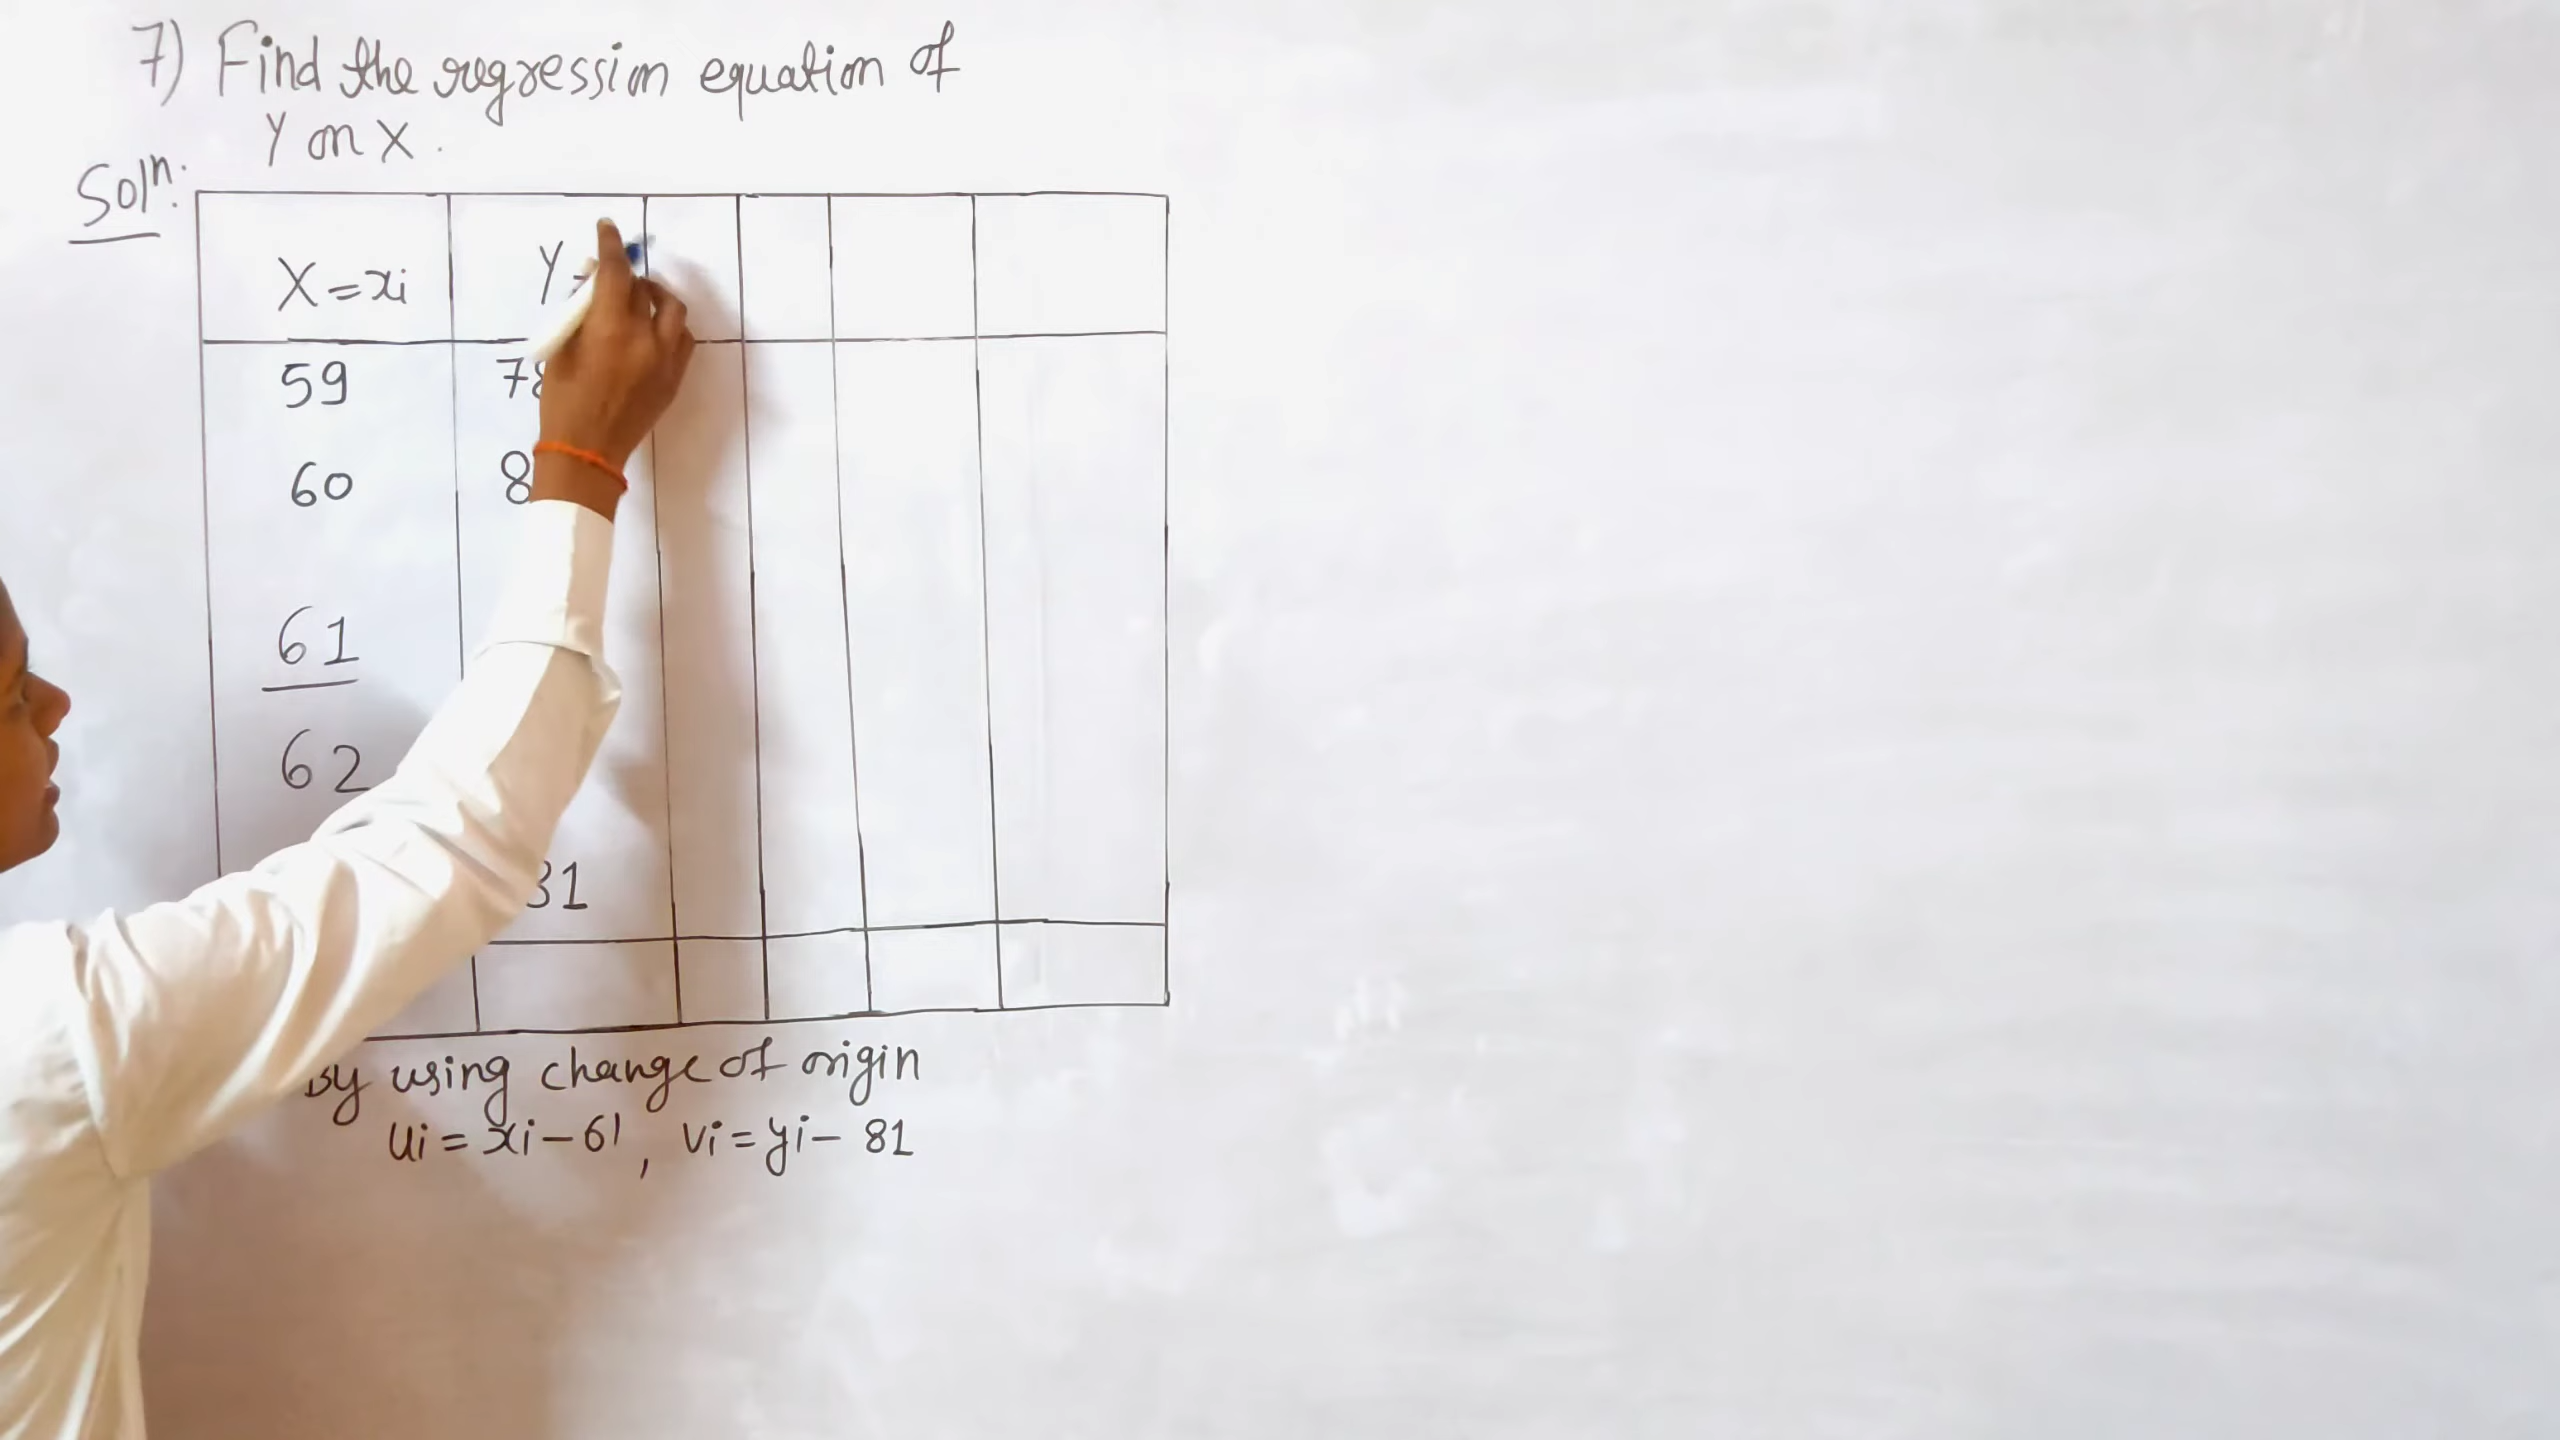 7) Find the regression equation of
Y on X.
Soln:
X=xi Y
59 78
60 8
61
62
31
By using change of origin
ui = xi-61, vi = yi- 81